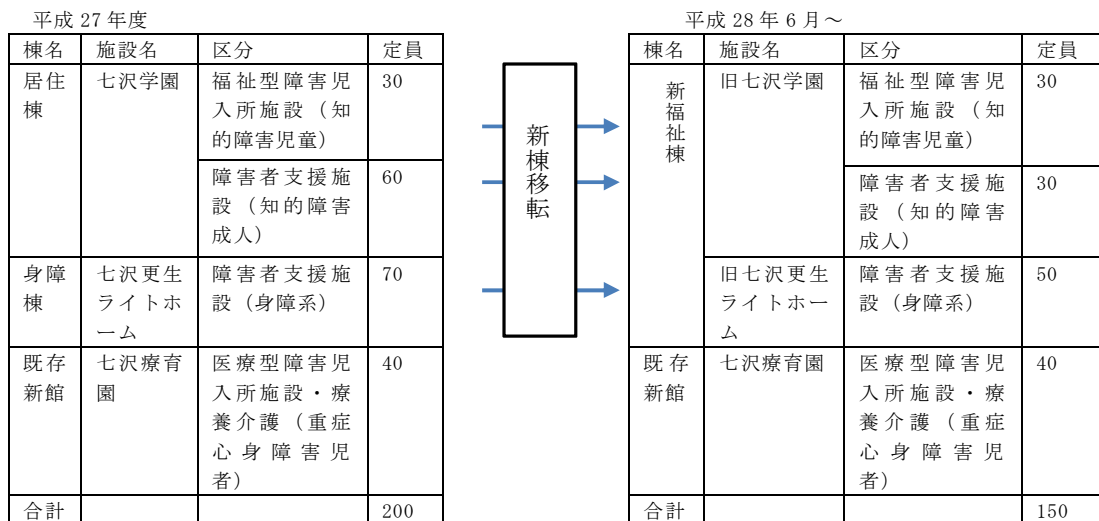 平成 27 年度
棟名 施設名 区分 定員
居住 七沢学園 福祉型障害児 30
棟 入所施設（知
的障害児童）
障害者支援施 60
設（知的障害
成人）
身障 七沢更生 障害者支援施 70
棟 ライトホ 設（身障系）
ーム
既存 七沢療育 医療型障害児 40
新館 園 入所施設・療
養介護（重症
心身障害児
者）
合計 200
新棟移転
平成 28 年 6 月～
棟名 施設名 区分 定員
新福祉棟 旧七沢学園 福祉型障害児 30
入所施設（知
的障害児童）
障害者支援施 30
設（知的障害
成人）
旧七沢更生 障害者支援施 50
ライトホー 設（身障系）
ム
既存 七沢療育園 医療型障害児 40
新館 入所施設・療
養介護（重症
心身障害児
者）
合計 150